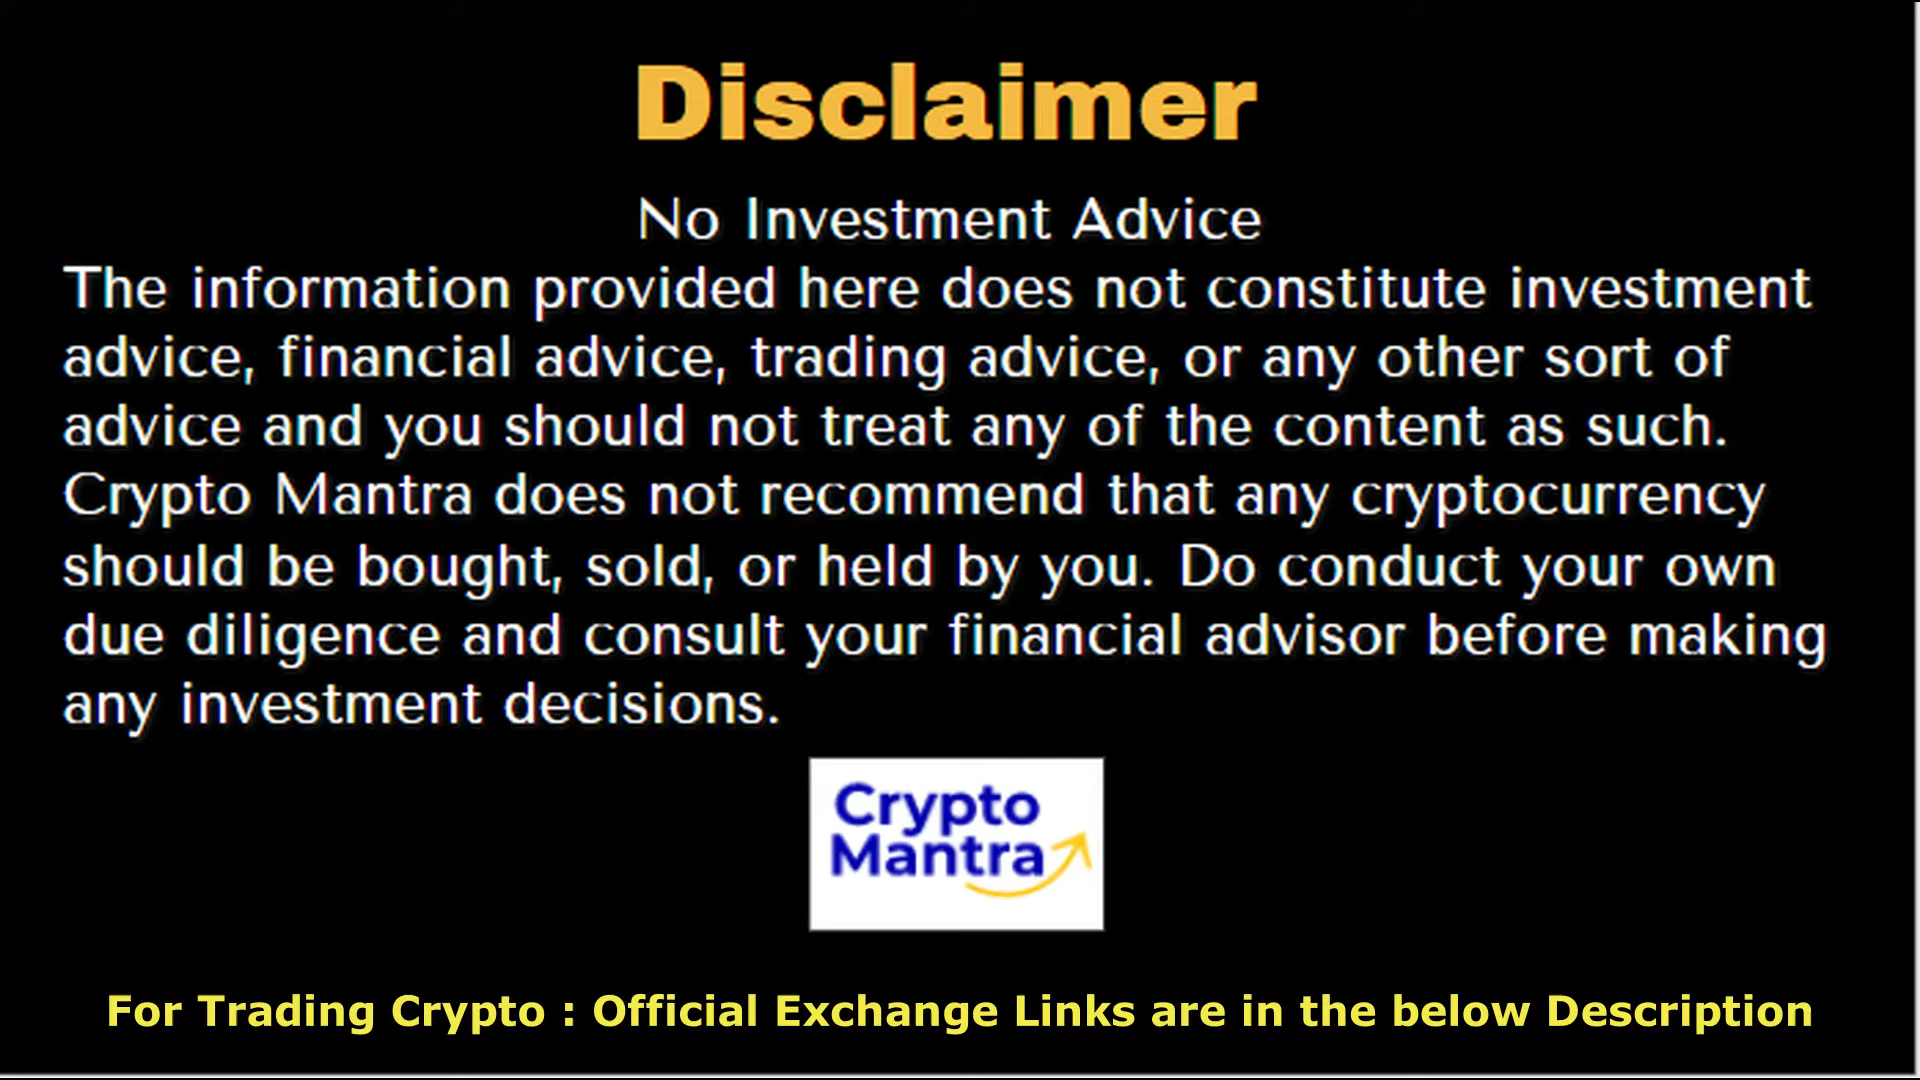 Disclaimer
No Investment Advice
The information provided here does not constitute investment
advice, financial advice, trading advice, or any other sort of
advice and you should not treat any of the content as such.
Crypto Mantra does not recommend that any cryptocurrency
should be bought, sold, or held by you. Do conduct your own
due diligence and consult your financial advisor before making
any investment decisions.
Crypto
Mantra
For Trading Crypto : Official Exchange Links are in the below Description